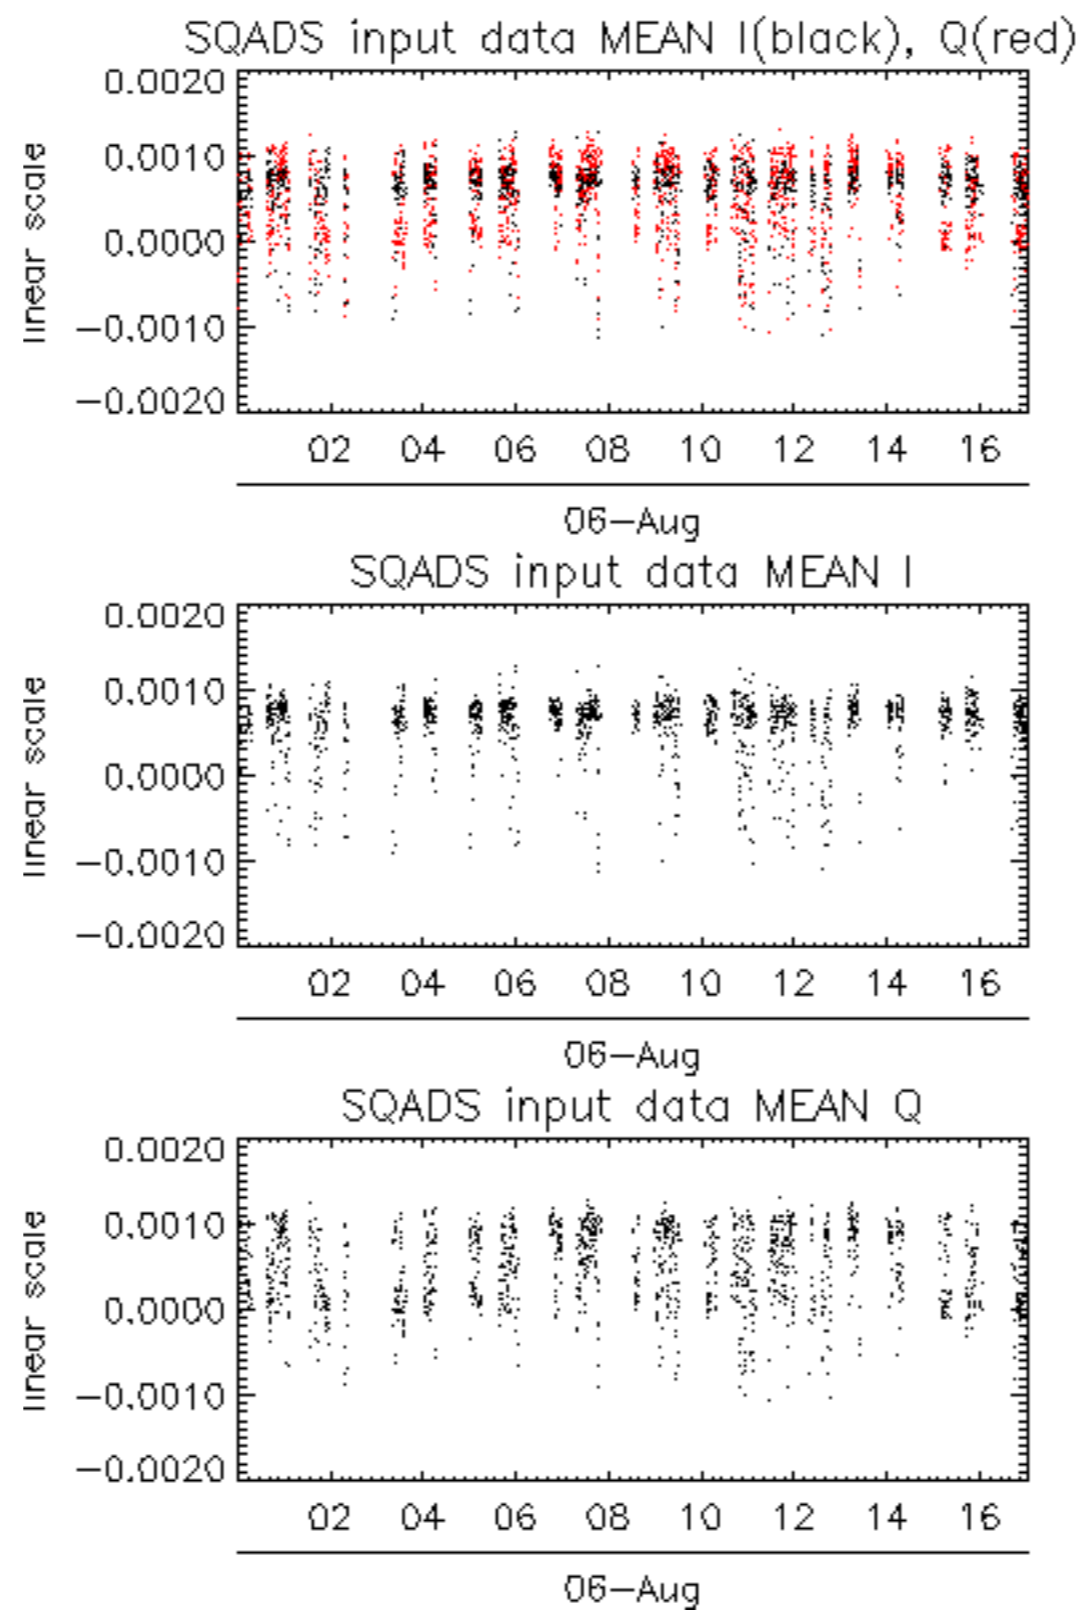 SQADS input data MEAN I(black), Q(red)
0.0020
0.0010
0.0000
−0.0010
−0.0020
linear scale
02 04 06 08 10 12 14 16
06−Aug
SQADS input data MEAN I
0.0020
0.0010
0.0000
−0.0010
−0.0020
linear scale
02 04 06 08 10 12 14 16
06−Aug
SQADS input data MEAN Q
0.0020
0.0010
0.0000
−0.0010
−0.0020
linear scale
02 04 06 08 10 12 14 16
06−Aug